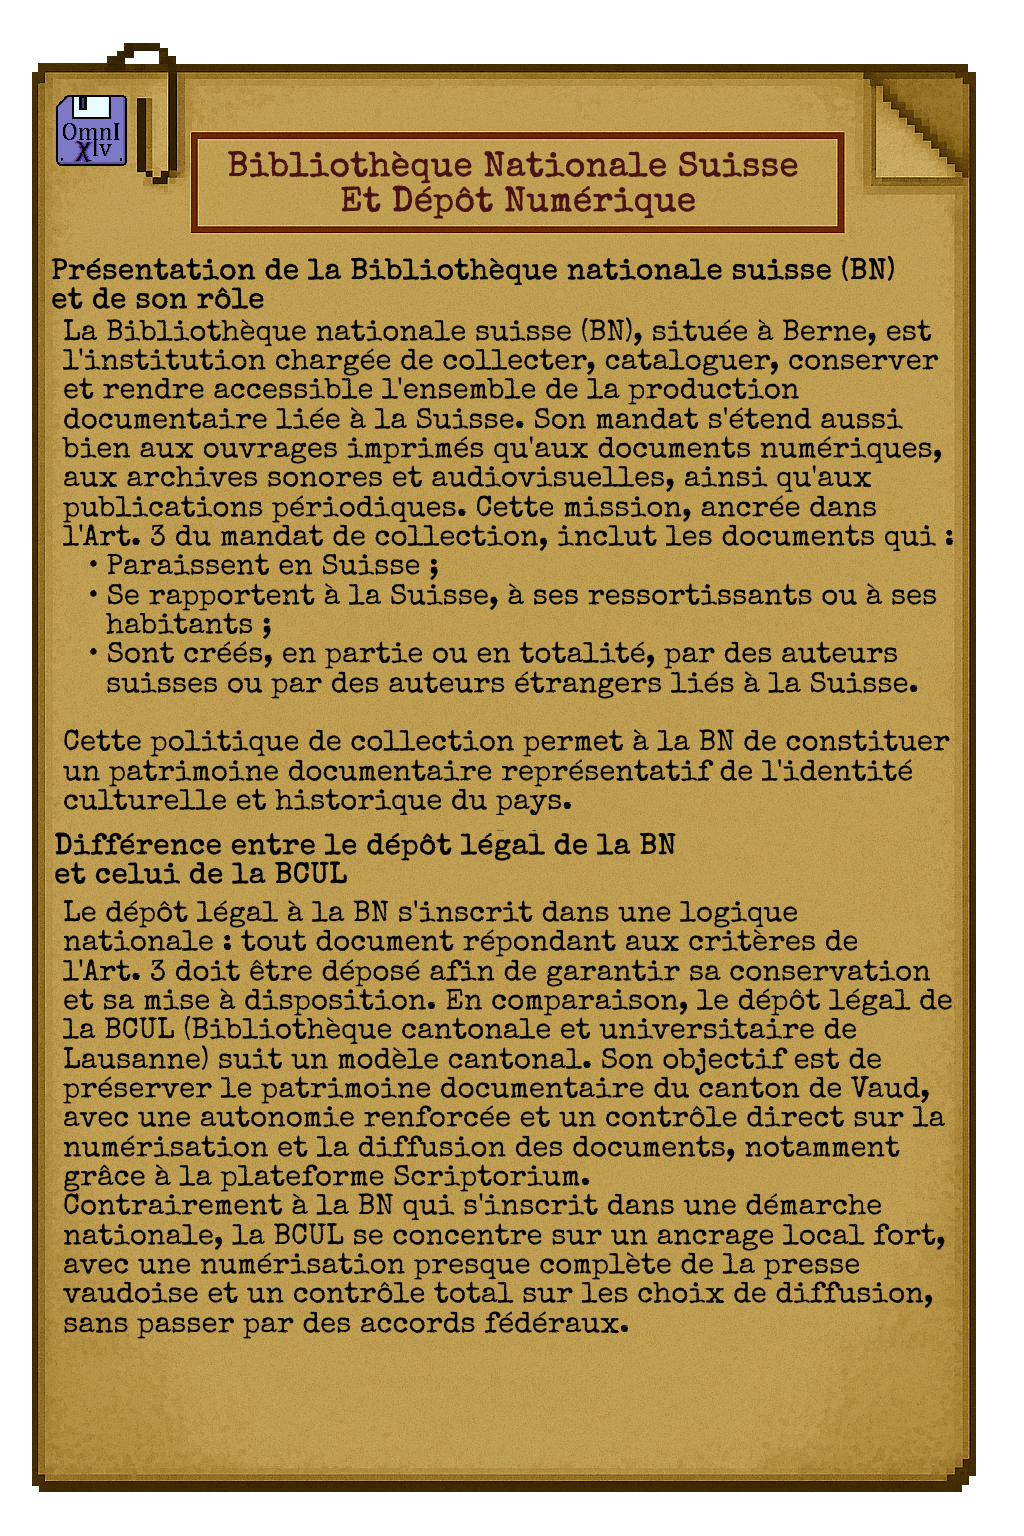 OmnI
χlv
Bibliothèque Nationale Suisse
Et Dépôt Numérique
Présentation de la Bibliothèque nationale suisse (BN)
et de son rôle
La Bibliothèque nationale suisse (BN), située à Berne, est
l'institution chargée de collecter, cataloguer, conserver
et rendre accessible l'ensemble de la production
documentaire liée à la Suisse. Son mandat s'étend aussi
bien aux ouvrages imprimés qu'aux documents numériques,
aux archives sonores et audiovisuelles, ainsi qu'aux
publications périodiques. Cette mission, ancrée dans
l'Art. 3 du mandat de collection, inclut les documents qui :
• Paraissent en Suisse ;
• Se rapportent à la Suisse, à ses ressortissants ou à ses
habitants ;
• Sont créés, en partie ou en totalité, par des auteurs
suisses ou par des auteurs étrangers liés à la Suisse.
Cette politique de collection permet à la BN de constituer
un patrimoine documentaire représentatif de l'identité
culturelle et historique du pays.
Différence entre le dépôt légal de la BN
et celui de la BCUL
Le dépôt légal à la BN s'inscrit dans une logique
nationale : tout document répondant aux critères de
l'Art. 3 doit être déposé afin de garantir sa conservation
et sa mise à disposition. En comparaison, le dépôt légal de
la BCUL (Bibliothèque cantonale et universitaire de
Lausanne) suit un modèle cantonal. Son objectif est de
préserver le patrimoine documentaire du canton de Vaud,
avec une autonomie renforcée et un contrôle direct sur la
numérisation et la diffusion des documents, notamment
grâce à la plateforme Scriptorium.
Contrairement à la BN qui s'inscrit dans une démarche
nationale, la BCUL se concentre sur un ancrage local fort,
avec une numérisation presque complète de la presse
vaudoise et un contrôle total sur les choix de diffusion,
sans passer par des accords fédéraux.